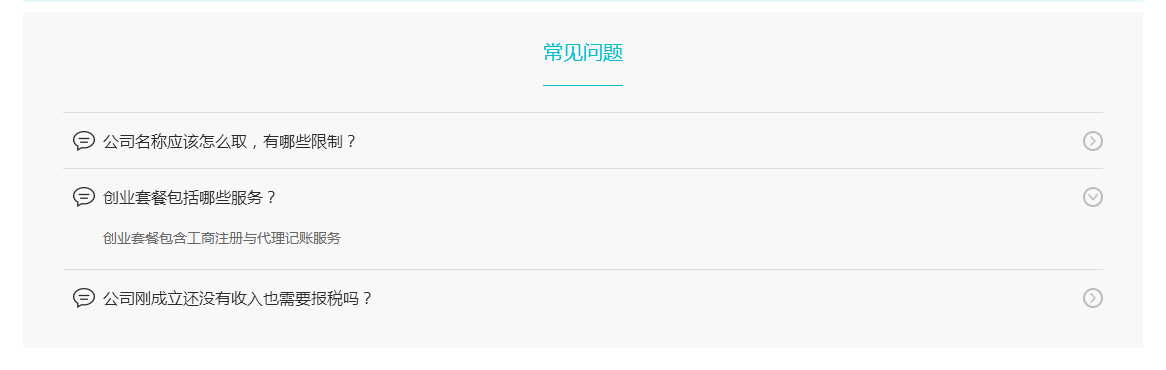 常见问题
公司名称应该怎么取，有哪些限制？
创业套餐包括哪些服务？
创业套餐包含工商注册与代理记账服务
公司刚成立还没有收入也需要报税吗？